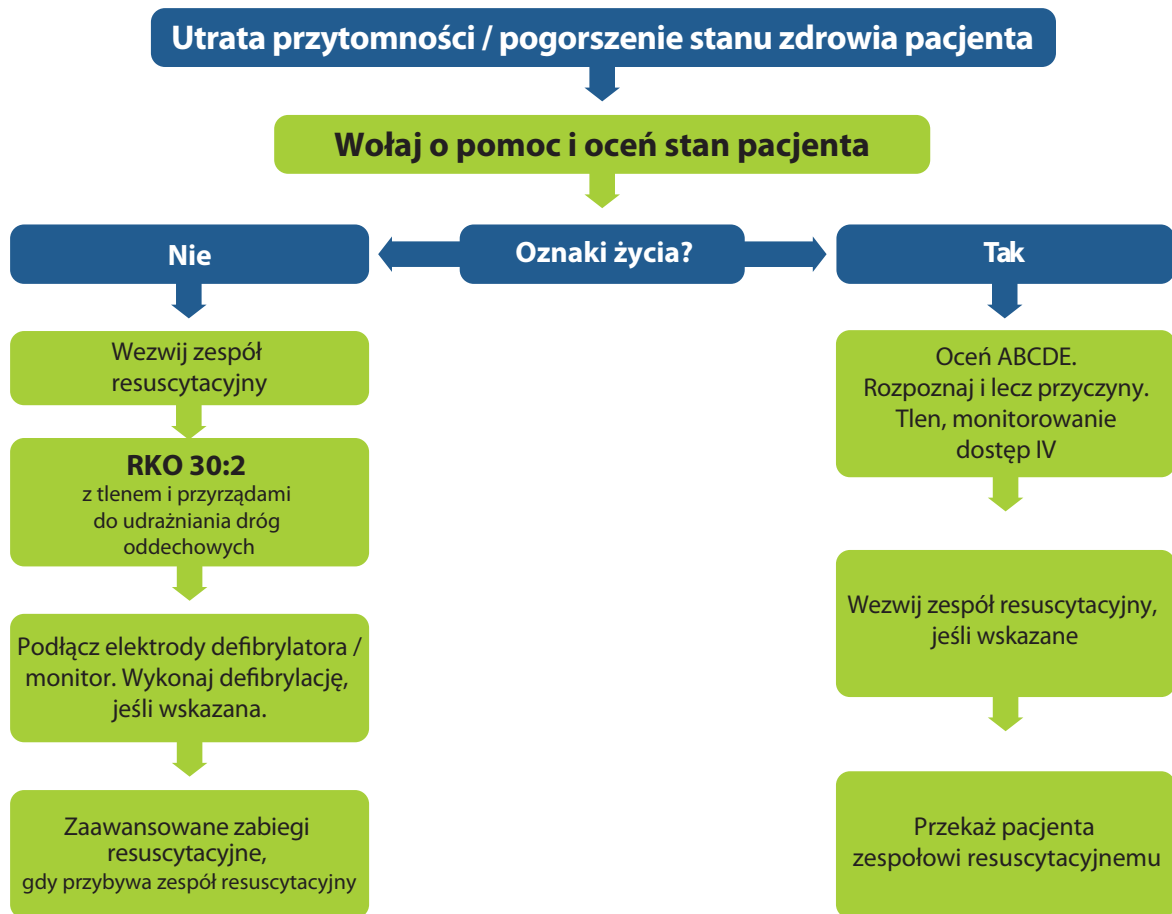 Utrata przytomności / pogorszenie stanu zdrowia pacjenta
Wołaj o pomoc i oceń stan pacjenta
Oznaki życia?
Nie
Wezwij zespół
resuscytacyjny
RKO 30:2
z tlenem i przyrządami
do udrażniania dróg
oddechowych
Podłącz elektrody defibrylatora /
monitor. Wykonaj defibrylację,
jeśli wskazana.
Zaawansowane zabiegi
resuscytacyjne,
gdy przybywa zespół resuscytacyjny
Tak
Oceń ABCDE.
Rozpoznaj i lecz przyczyny.
Tlen, monitorowanie
dostęp IV
Wezwij zespół resuscytacyjny,
jeśli wskazane
Przekaż pacjenta
zespołowi resuscytacyjnemu